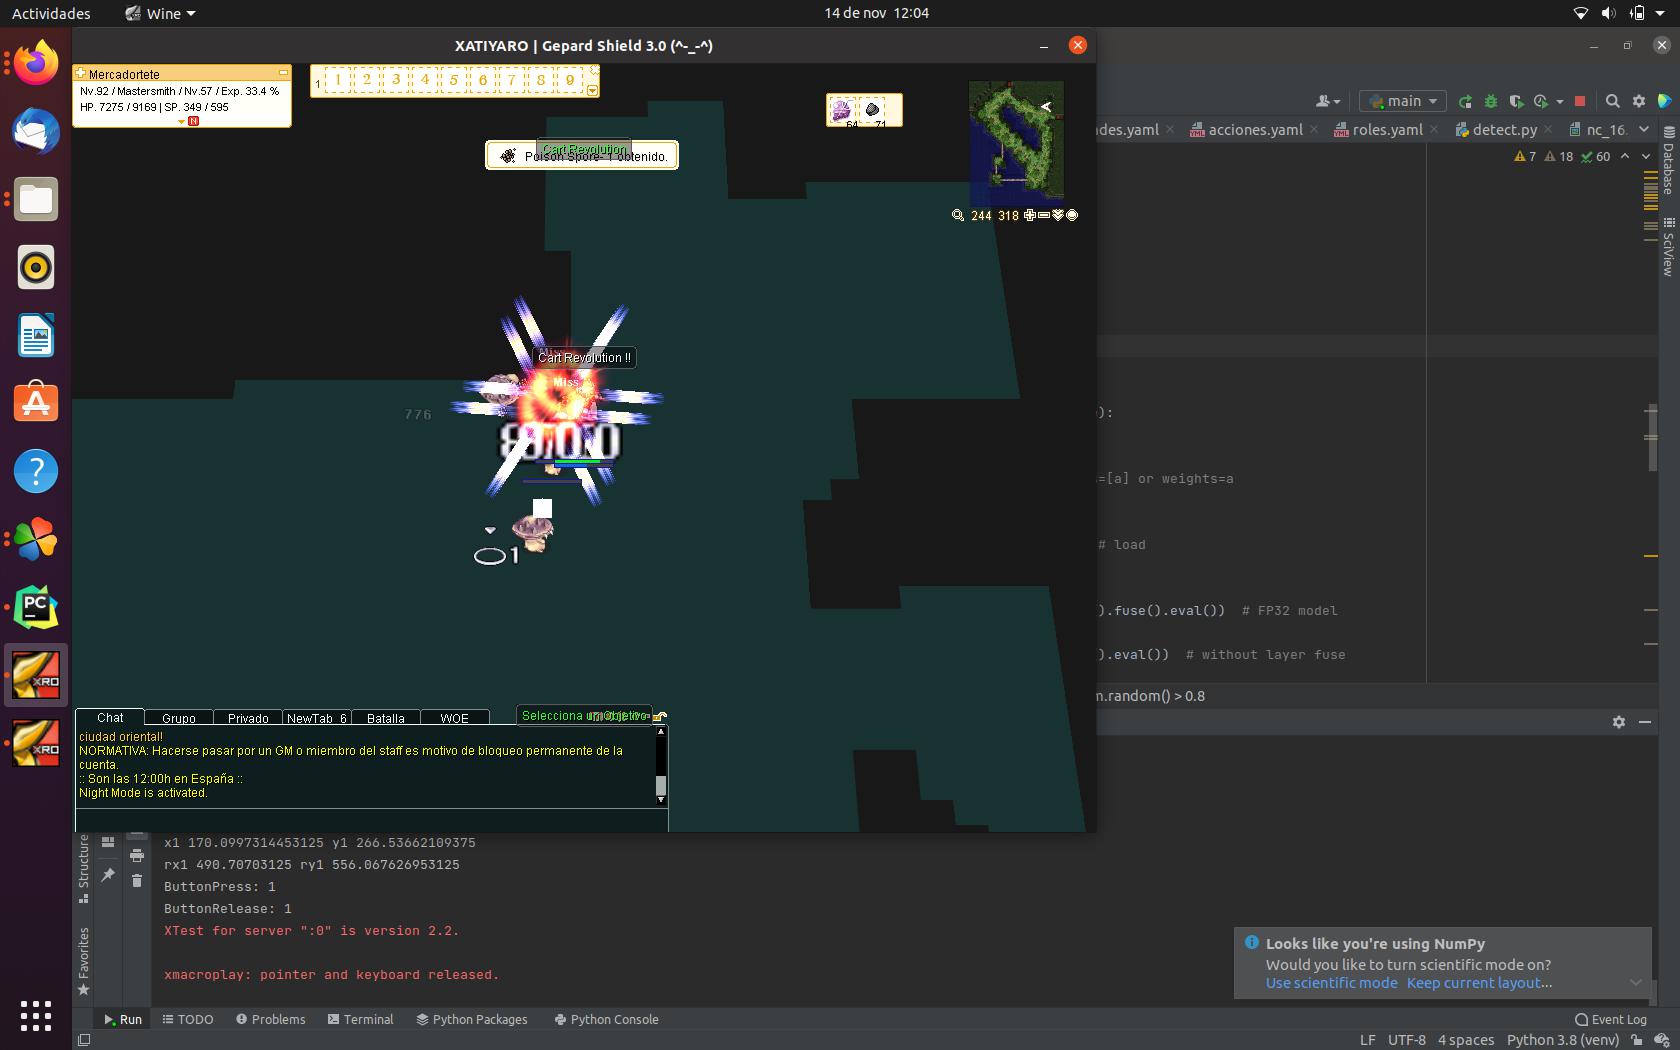 Actividades
Wine
14 de nov 12:04
XATIYARO | Gepard Shield 3.0 (^-_-^)
Mercadortete
Nv.92 / Mastersmith / Nv.57 / Exp. 33.4 %
HP. 7275 / 9169 | SP. 349 / 595
N
1 1 2 3 4 5 6 7 8 9
64 71
Cart Revolution
Poison Spore- 1 obtenido.
244 318
Cart Revolution !!
Miss
776
1
Chat Grupo Privado NewTab_6 Batalla WOE
Selecciona un objetivo
ciudad oriental!
NORMATIVA: Hacerse pasar por un GM o miembro del staff es motivo de bloqueo permanente de la
cuenta.
:: Son las 12:00h en España ::
Night Mode is activated.
main
des.yaml acciones.yaml roles.yaml detect.py nc_16.
7 18 60
Database
SciView
):
=[a] or weights=a
# load
).fuse().eval()) # FP32 model
).eval()) # without layer fuse
m.random() > 0.8
PC
XRO
XRO
Structure
Favorites
x1 170.0997314453125 y1 266.53662109375
rx1 490.70703125 ry1 556.067626953125
ButtonPress: 1
ButtonRelease: 1
XTest for server ":0" is version 2.2.
xmacroplay: pointer and keyboard released.
Looks like you're using NumPy
Would you like to turn scientific mode on?
Use scientific mode Keep current layout...
Run TODO Problems Terminal Python Packages Python Console
Event Log
LF UTF-8 4 spaces Python 3.8 (venv)